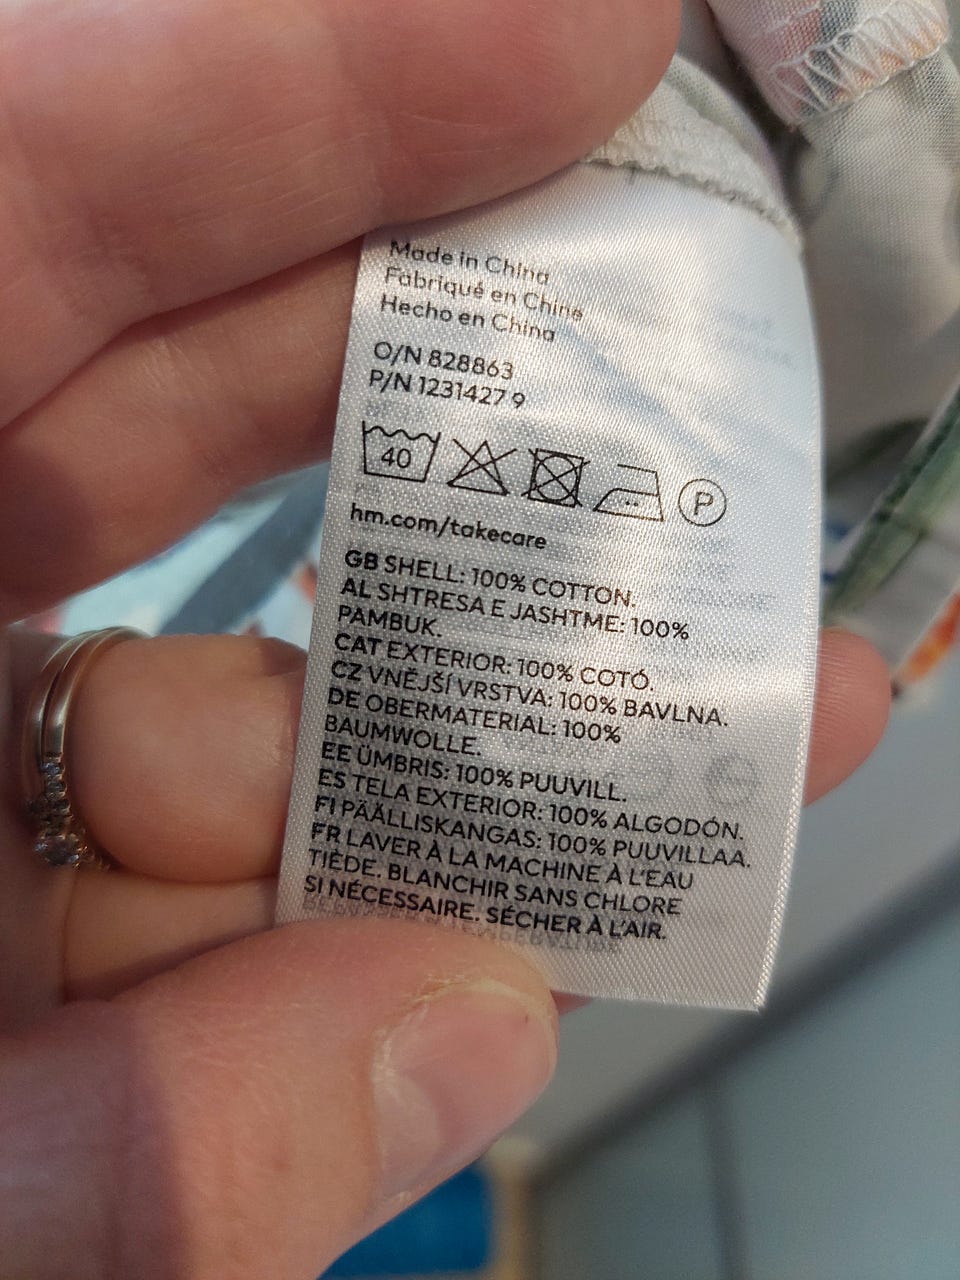 Made in China
Fabriqué en Chine
Hecho en China
O/N 828863
P/N 1231427 9
40
P
hm.com/takecare
GB SHELL: 100% COTTON.
AL SHTRESA E JASHTME: 100%
PAMBUK.
CAT EXTERIOR: 100% COTÓ.
CZ VNĚJŠÍ VRSTVA: 100% BAVLNA.
DE OBERMATERIAL: 100%
BAUMWOLLE.
EE ÜMBRIS: 100% PUUVILL.
ES TELA EXTERIOR: 100% ALGODÓN.
FI PÄÄLLISKANGAS: 100% PUUVILLAA.
FR LAVER À LA MACHINE À L'EAU
TIÈDE. BLANCHIR SANS CHLORE
SI NÉCESSAIRE. SÉCHER À L'AIR.